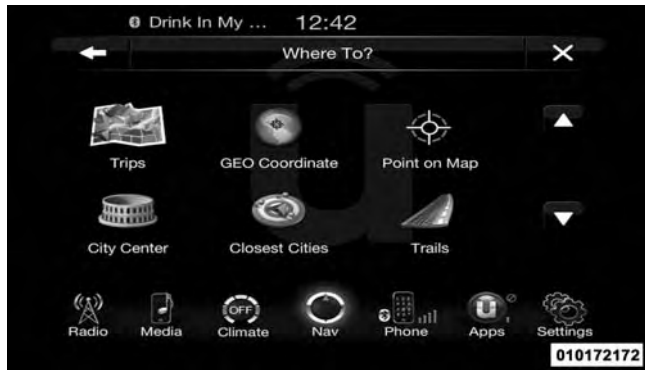 Drink In My ... 12:42
Where To?
Trips GEO Coordinate Point on Map
City Center Closest Cities Trails
OFF
Radio Media Climate Nav Phone Apps Settings
010172172